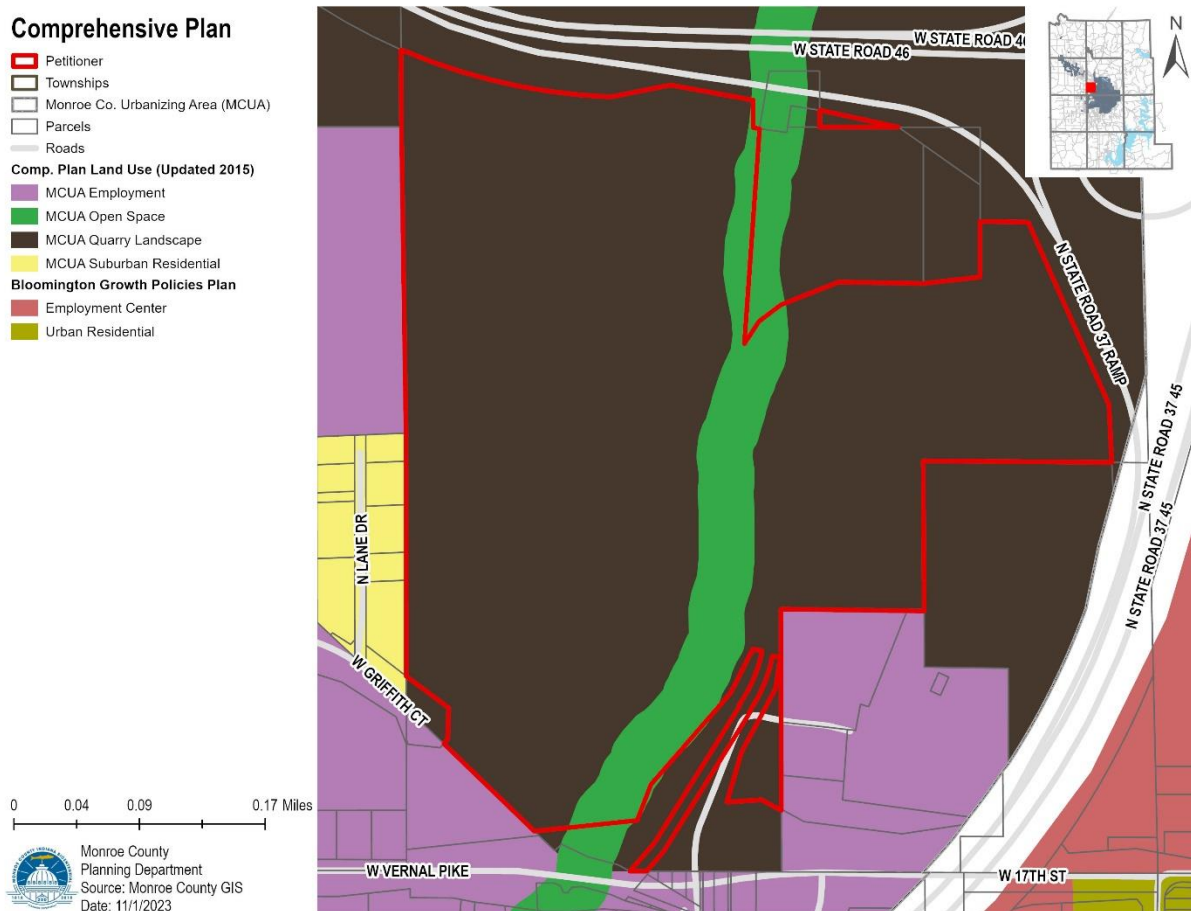 Comprehensive Plan
Petitioner
Townships
Monroe Co. Urbanizing Area (MCUA)
Parcels
Roads
Comp. Plan Land Use (Updated 2015)
MCUA Employment
MCUA Open Space
MCUA Quarry Landscape
MCUA Suburban Residential
Bloomington Growth Policies Plan
Employment Center
Urban Residential
0 0.04 0.09 0.17 Miles
Monroe County
Planning Department
Source: Monroe County GIS
Date: 11/1/2023
W STATE ROAD 46
W STATE ROAD 46
N
N STATE ROAD 37 RAMP
N STATE ROAD 37 45
N STATE ROAD 37 45
N LANE DR
W GRIFFITH CT
W VERNAL PIKE
W 17TH ST